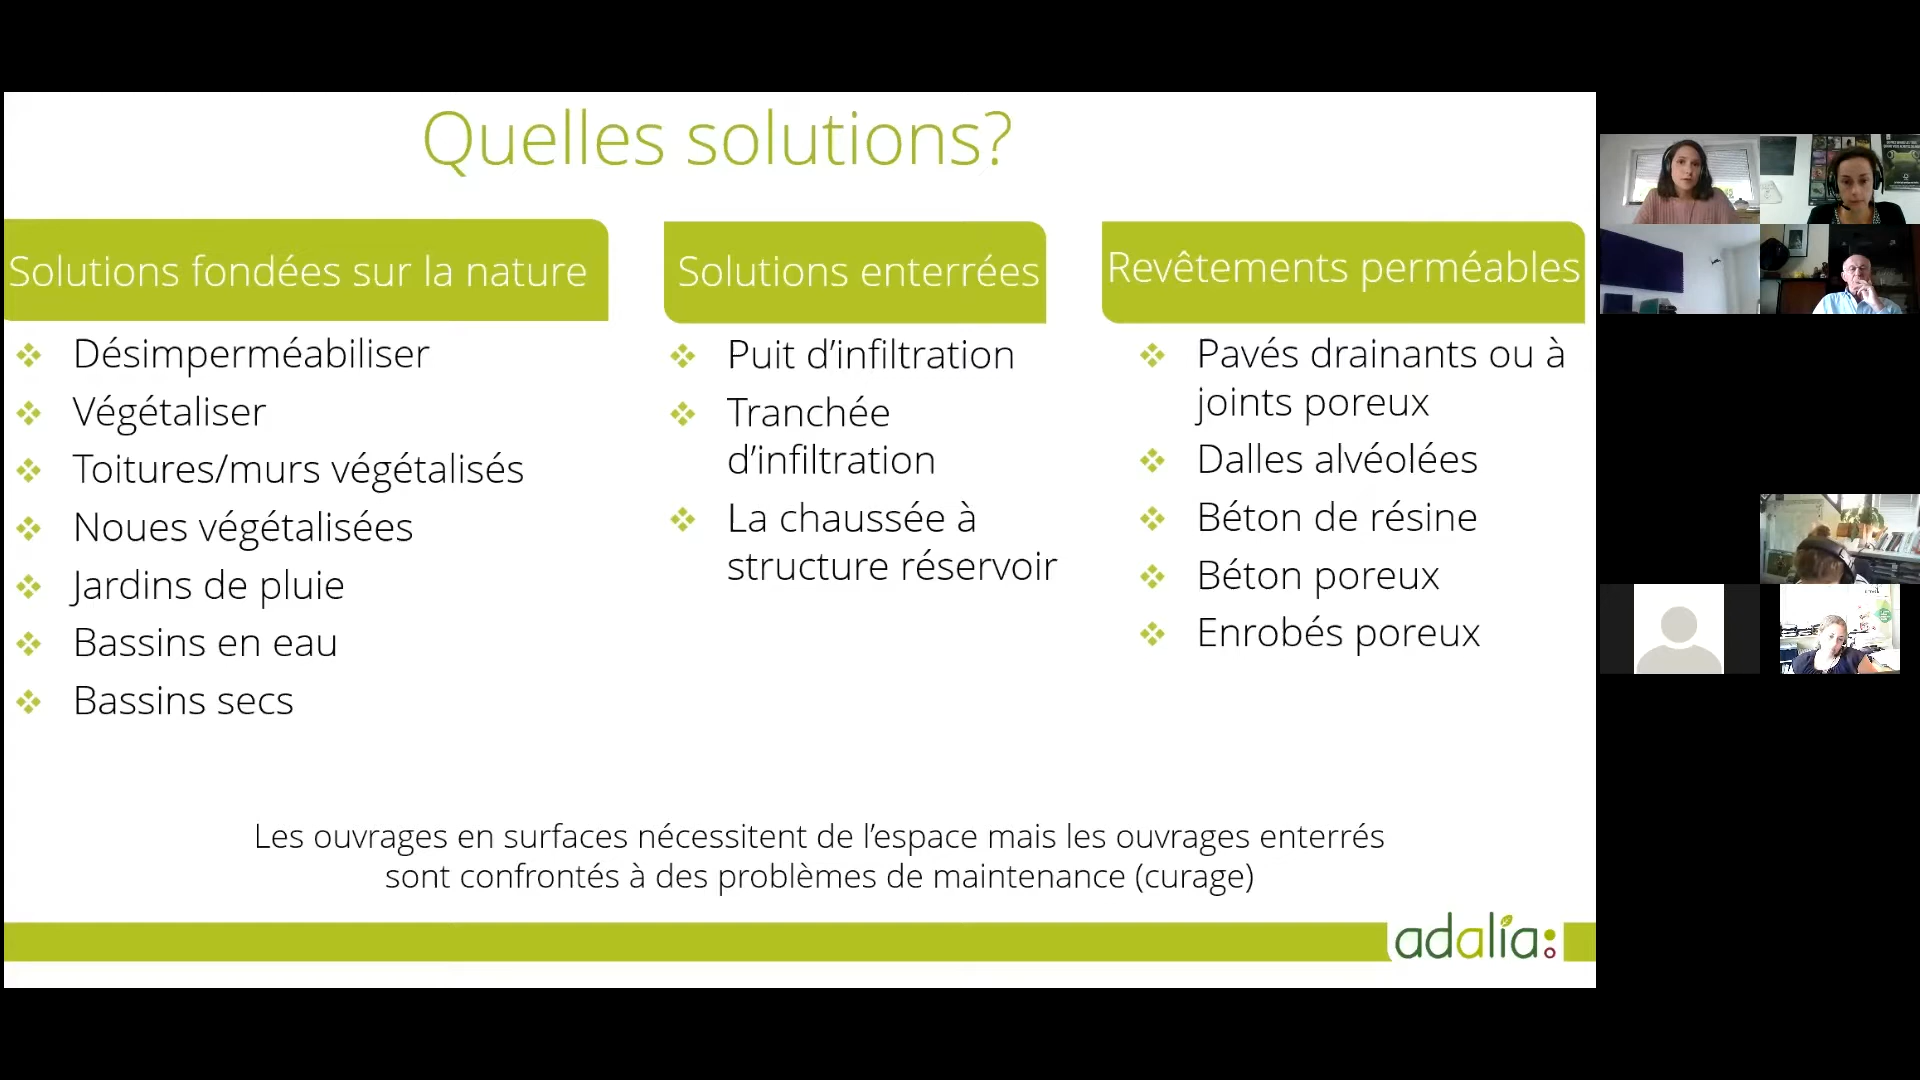 Quelles solutions?
Solutions fondées sur la nature
Désimperméabiliser
Végétaliser
Toitures/murs végétalisés
Noues végétalisées
Jardins de pluie
Bassins en eau
Bassins secs
Solutions enterrées
Puit d’infiltration
Tranchée
d’infiltration
La chaussée à
structure réservoir
Revêtements perméables
Pavés drainants ou à
joints poreux
Dalles alvéolées
Béton de résine
Béton poreux
Enrobés poreux
Les ouvrages en surfaces nécessitent de l’espace mais les ouvrages enterrés
sont confrontés à des problèmes de maintenance (curage)
adalia